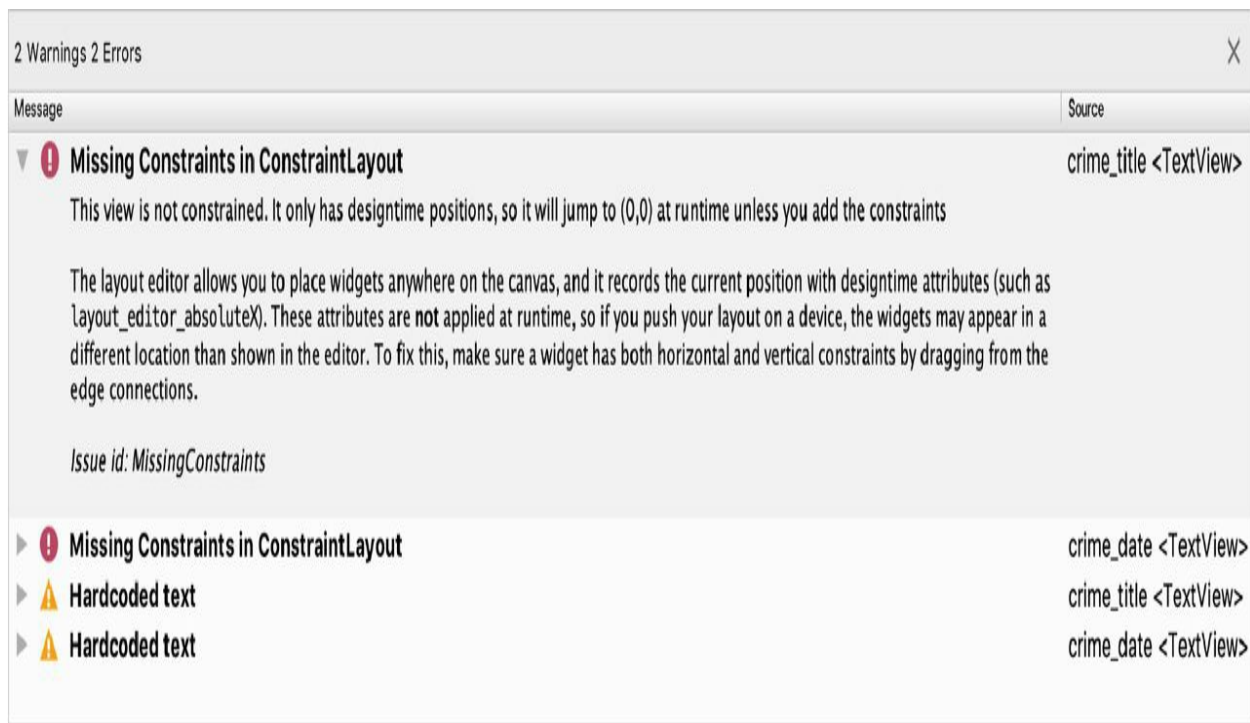 2 Warnings 2 Errors
Message Source
Missing Constraints in ConstraintLayout crime_title <TextView>
This view is not constrained. It only has designtime positions, so it will jump to (0,0) at runtime unless you add the constraints
The layout editor allows you to place widgets anywhere on the canvas, and it records the current position with designtime attributes (such as
layout_editor_absoluteX). These attributes are not applied at runtime, so if you push your layout on a device, the widgets may appear in a
different location than shown in the editor. To fix this, make sure a widget has both horizontal and vertical constraints by dragging from the
edge connections.
Issue id: MissingConstraints
Missing Constraints in ConstraintLayout crime_date <TextView>
Hardcoded text crime_title <TextView>
Hardcoded text crime_date <TextView>